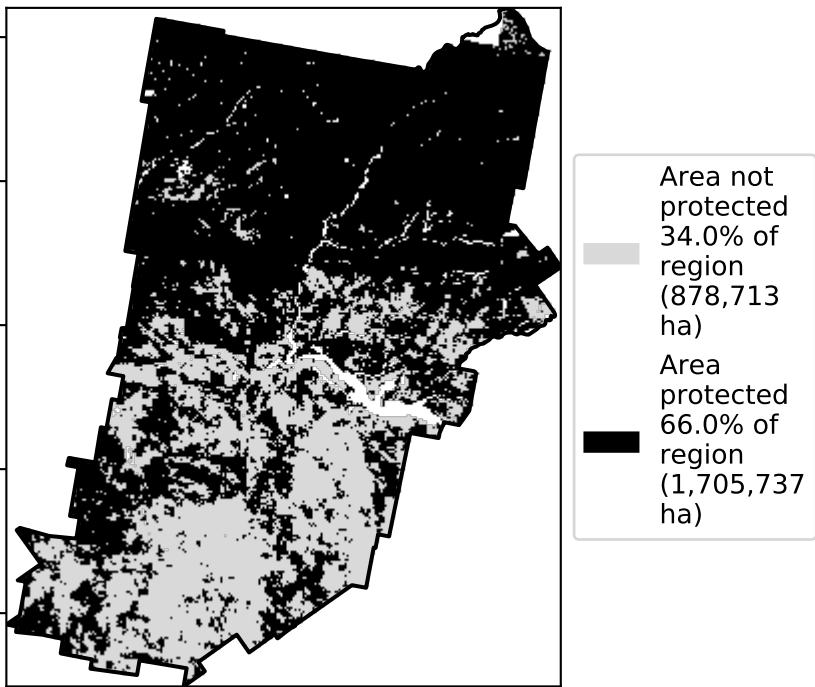 Area not
protected
34.0% of
region
(878,713
ha)
Area
protected
66.0% of
region
(1,705,737
ha)